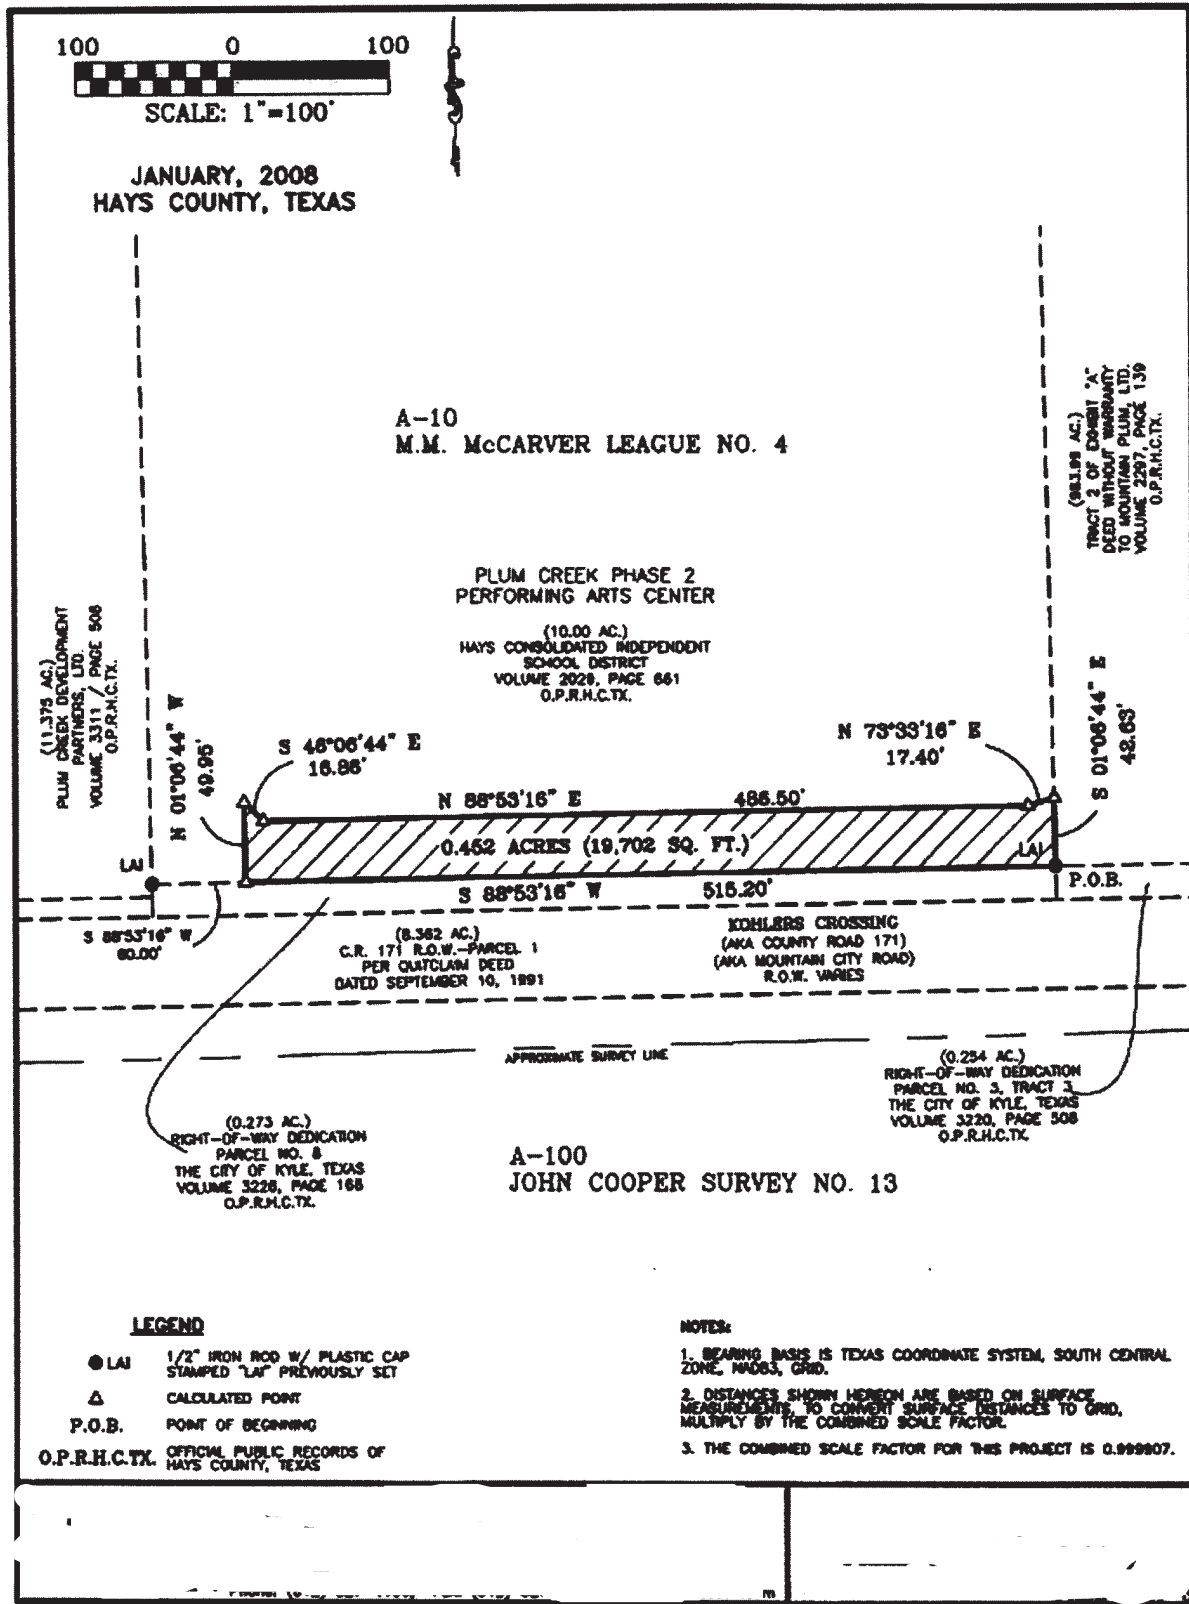 100 0 100
SCALE: 1"=100'
JANUARY, 2008
HAYS COUNTY, TEXAS
A-10
M.M. McCARVER LEAGUE NO. 4
(983.99 AC.)
TRACT 2 OF EXHIBIT "A"
DEED WITHOUT WARRANTY
TO MOUNTAIN PLUM, LTD.
VOLUME 2297, PAGE 139
O.P.R.H.C.TX.
PLUM CREEK PHASE 2
PERFORMING ARTS CENTER
(10.00 AC.)
HAYS CONSOLIDATED INDEPENDENT
SCHOOL DISTRICT
VOLUME 2029, PAGE 661
O.P.R.H.C.TX.
(11.375 AC.)
PLUM CREEK DEVELOPMENT
PARTNERS, LTD.
VOLUME 3311 / PAGE 508
O.P.R.H.C.TX.
N 01°06'44" W
49.95'
S 46°06'44" E
16.86'
N 73°33'16" E
17.40'
S 01°06'44" E
42.63'
N 88°53'16" E 486.50'
0.452 ACRES (19,702 SQ. FT.)
LAI
LAI
P.O.B.
S 88°53'16" W 515.20'
S 88°53'16" W
60.00'
(8.362 AC.)
C.R. 171 R.O.W.-PARCEL 1
PER QUITCLAIM DEED
DATED SEPTEMBER 10, 1991
KOHLERS CROSSING
(AKA COUNTY ROAD 171)
(AKA MOUNTAIN CITY ROAD)
R.O.W. VARIES
APPROXIMATE SURVEY LINE
(0.254 AC.)
RIGHT-OF-WAY DEDICATION
PARCEL NO. 3, TRACT 3
THE CITY OF KYLE, TEXAS
VOLUME 3220, PAGE 508
O.P.R.H.C.TX.
(0.273 AC.)
RIGHT-OF-WAY DEDICATION
PARCEL NO. 8
THE CITY OF KYLE, TEXAS
VOLUME 3226, PAGE 168
O.P.R.H.C.TX.
A-100
JOHN COOPER SURVEY NO. 13
LEGEND
LAI 1/2" IRON ROD W/ PLASTIC CAP
STAMPED "LAI" PREVIOUSLY SET
CALCULATED POINT
P.O.B. POINT OF BEGINNING
O.P.R.H.C.TX. OFFICIAL PUBLIC RECORDS OF
HAYS COUNTY, TEXAS
NOTES:
1. BEARING BASIS IS TEXAS COORDINATE SYSTEM, SOUTH CENTRAL
ZONE, NAD83, GRID.
2. DISTANCES SHOWN HEREON ARE BASED ON SURFACE
MEASUREMENTS, TO CONVERT SURFACE DISTANCES TO GRID,
MULTIPLY BY THE COMBINED SCALE FACTOR.
3. THE COMBINED SCALE FACTOR FOR THIS PROJECT IS 0.999907.